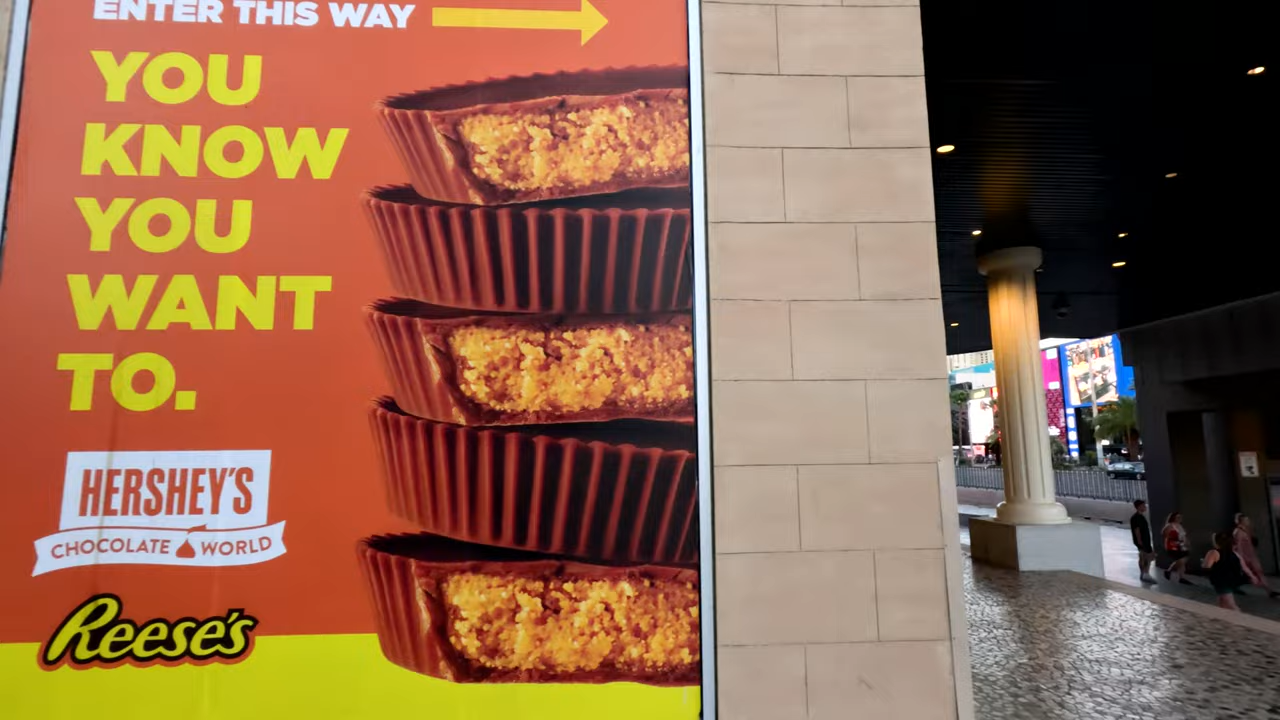 ENTER THIS WAY
YOU
KNOW
YOU
WANT
TO.
HERSHEY'S
CHOCOLATE WORLD
Reese's